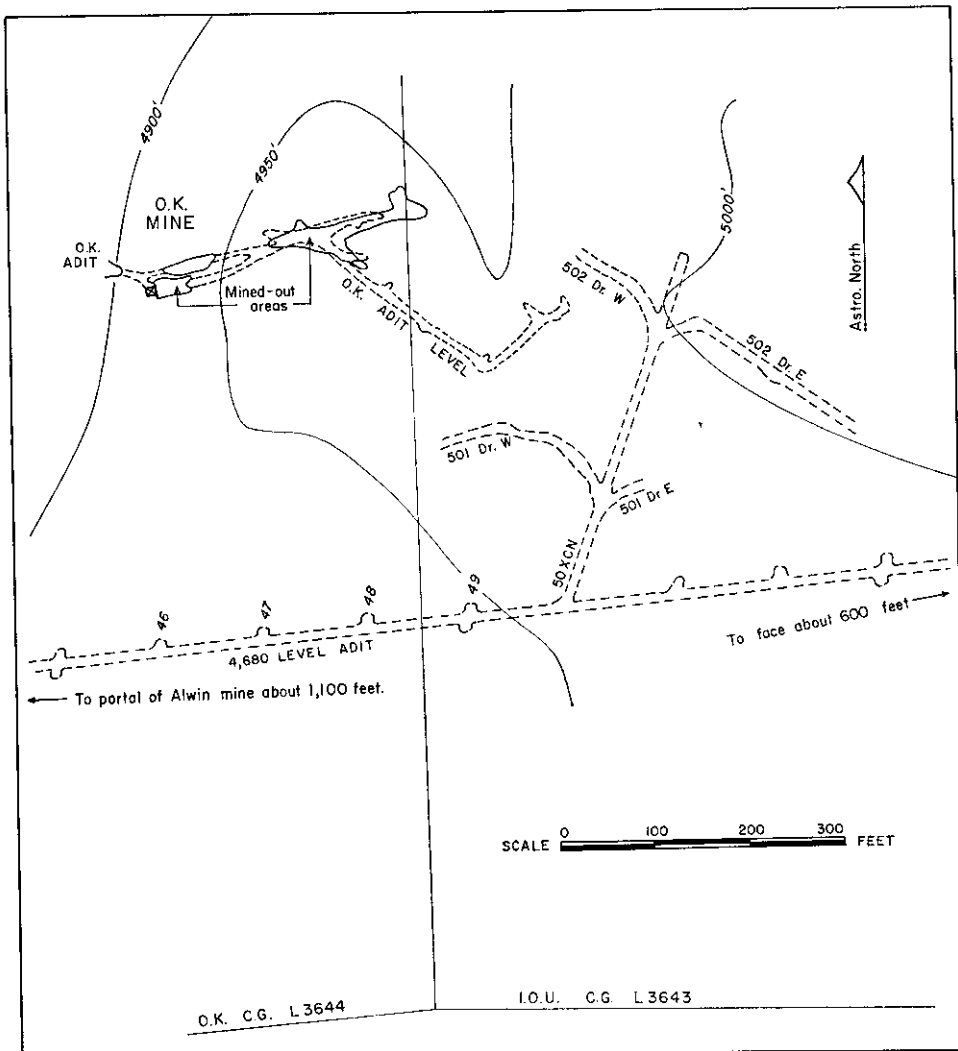 4900'
4950'
5000'
O.K.
MINE
O.K.
ADIT
Mined-out
areas
O.K. ADIT LEVEL
502 Dr. W
502 Dr. E
Astro. North
501 Dr. W
501 Dr E
50XCN
46
47
48
49
4,680 LEVEL ADIT
To face about 600 feet
To portal of Alwin mine about 1,100 feet.
SCALE 0 100 200 300 FEET
O.K. C.G. L3644
I.O.U. C.G. L3643